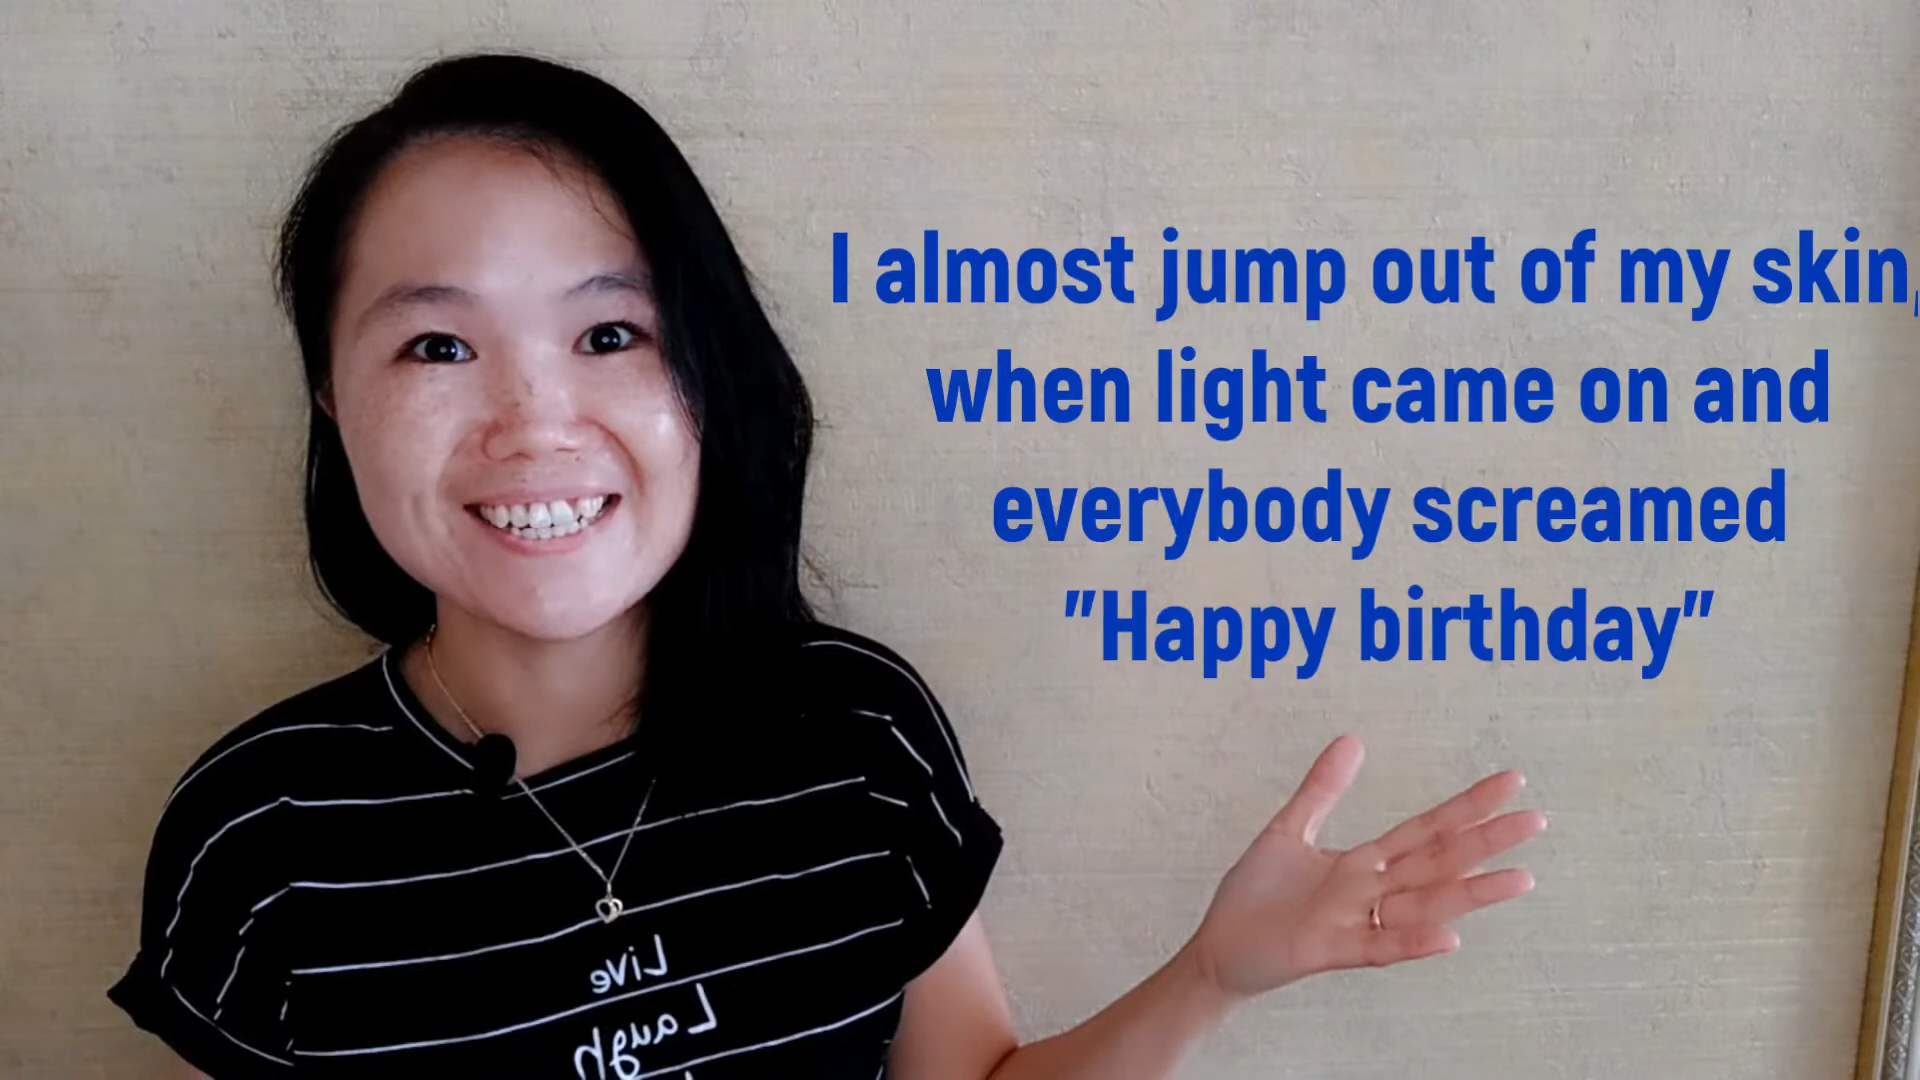 I almost jump out of my skin,
when light came on and
everybody screamed
"Happy birthday"
Live
Laugh